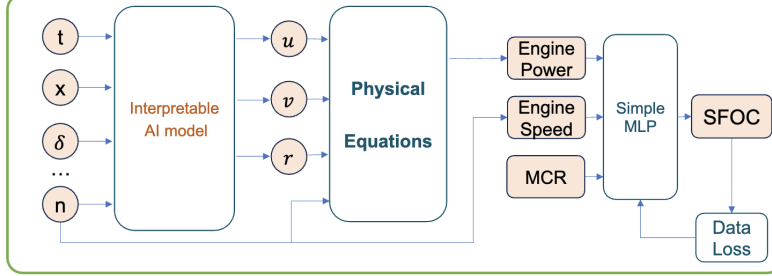 t
x
δ
...
n
Interpretable
AI model
u
v
r
Physical
Equations
Engine
Power
Engine
Speed
MCR
Simple
MLP
SFOC
Data
Loss